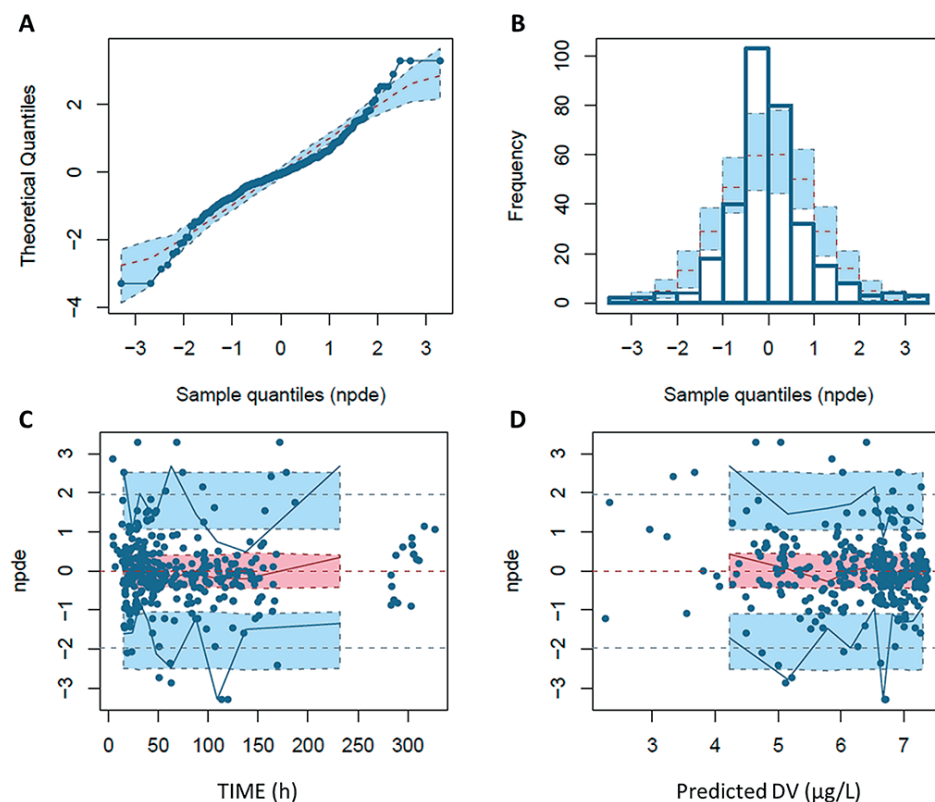 A
Theoretical Quantiles
2
0
−2
−4
−3 −2 −1 0 1 2 3
Sample quantiles (npde)
B
Frequency
100
80
60
40
20
0
−3 −2 −1 0 1 2 3
Sample quantiles (npde)
C
npde
3
2
1
0
−1
−2
−3
0 50 100 150 200 250 300
TIME (h)
D
npde
3
2
1
0
−1
−2
−3
3 4 5 6 7
Predicted DV (µg/L)